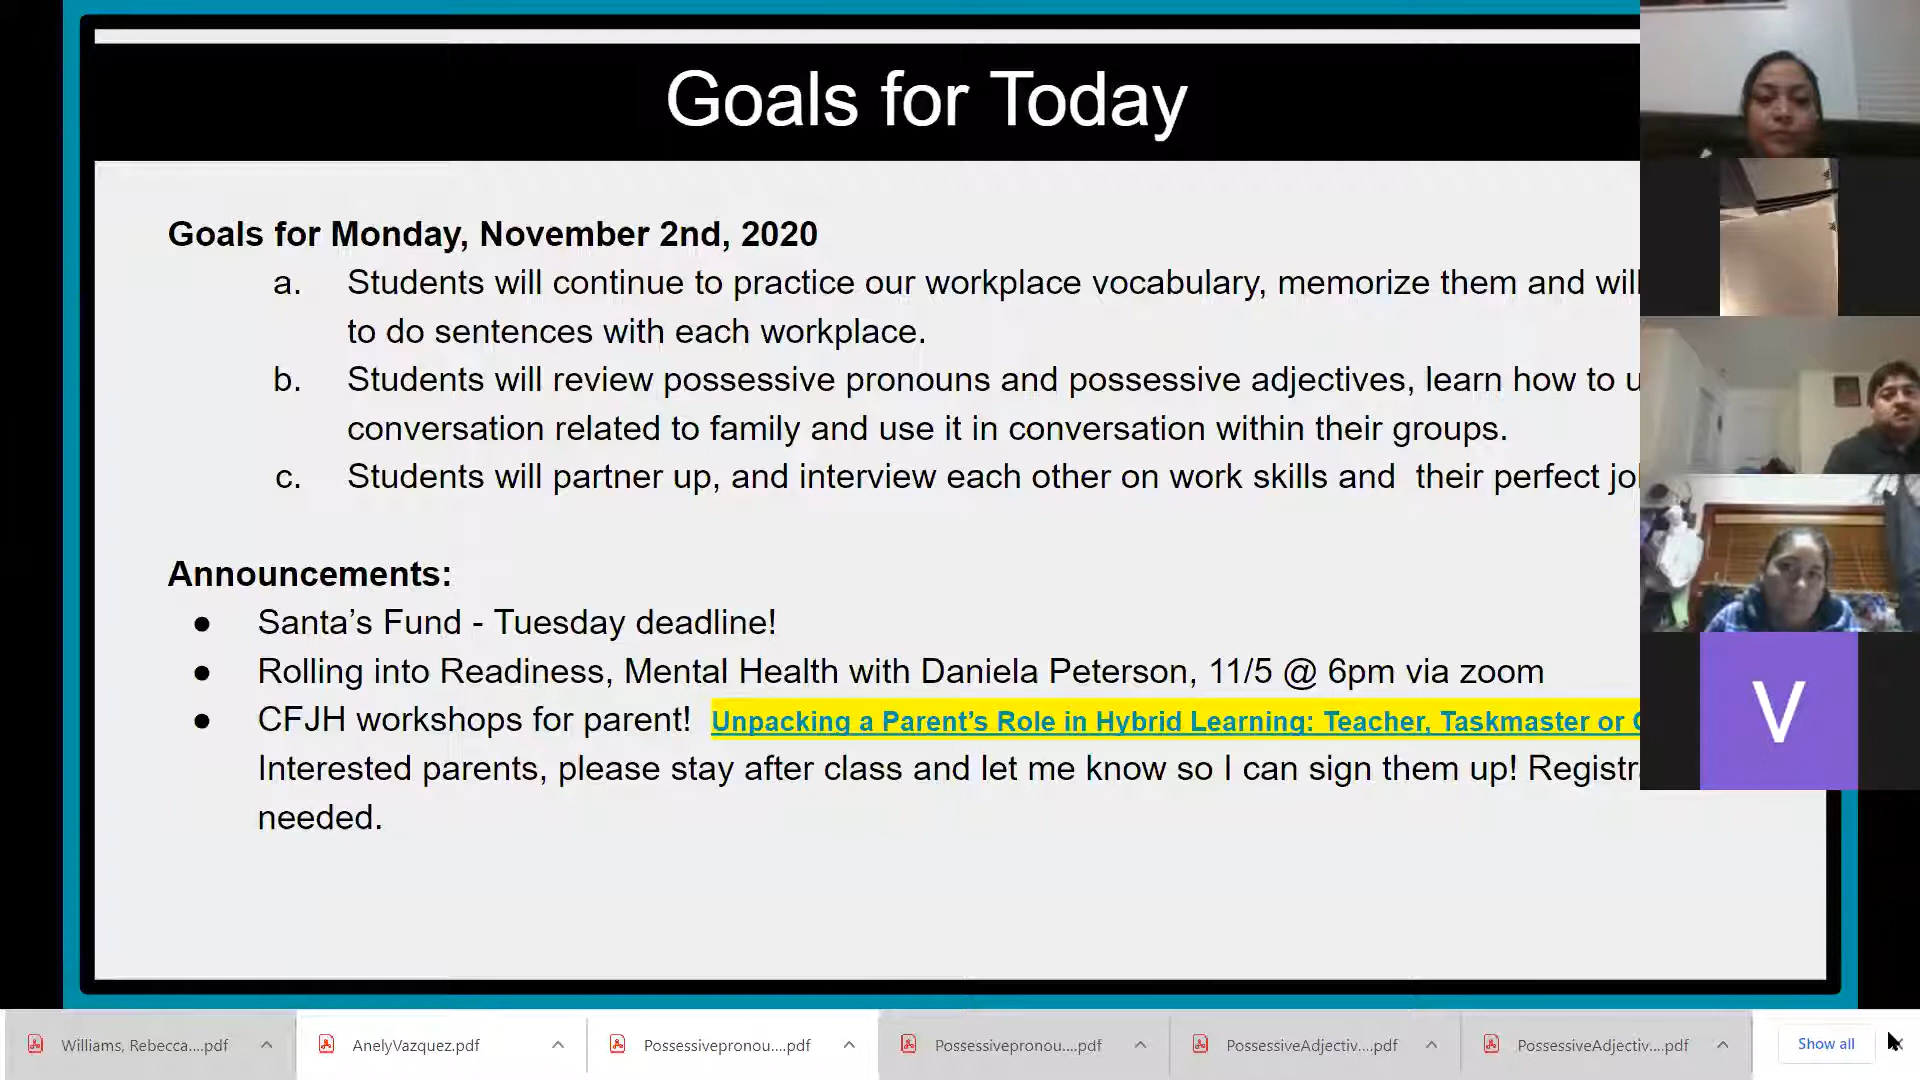 Goals for Today
Goals for Monday, November 2nd, 2020
a. Students will continue to practice our workplace vocabulary, memorize them and will
to do sentences with each workplace.
b. Students will review possessive pronouns and possessive adjectives, learn how to
conversation related to family and use it in conversation within their groups.
c. Students will partner up, and interview each other on work skills and their perfect
Announcements:
● Santa's Fund - Tuesday deadline!
● Rolling into Readiness, Mental Health with Daniela Peterson, 11/5 @ 6pm via zoom
● CFJH workshops for parent! Unpacking a Parent's Role in Hybrid Learning: Teacher, Taskmaster or
Interested parents, please stay after class and let me know so I can sign them up!
needed.
V
Williams, Rebecca....pdf
AnelyVazquez.pdf
Possessivepronou....pdf
Possessivepronou....pdf
PossessiveAdjectiv....pdf
PossessiveAdjectiv....pdf
Show all